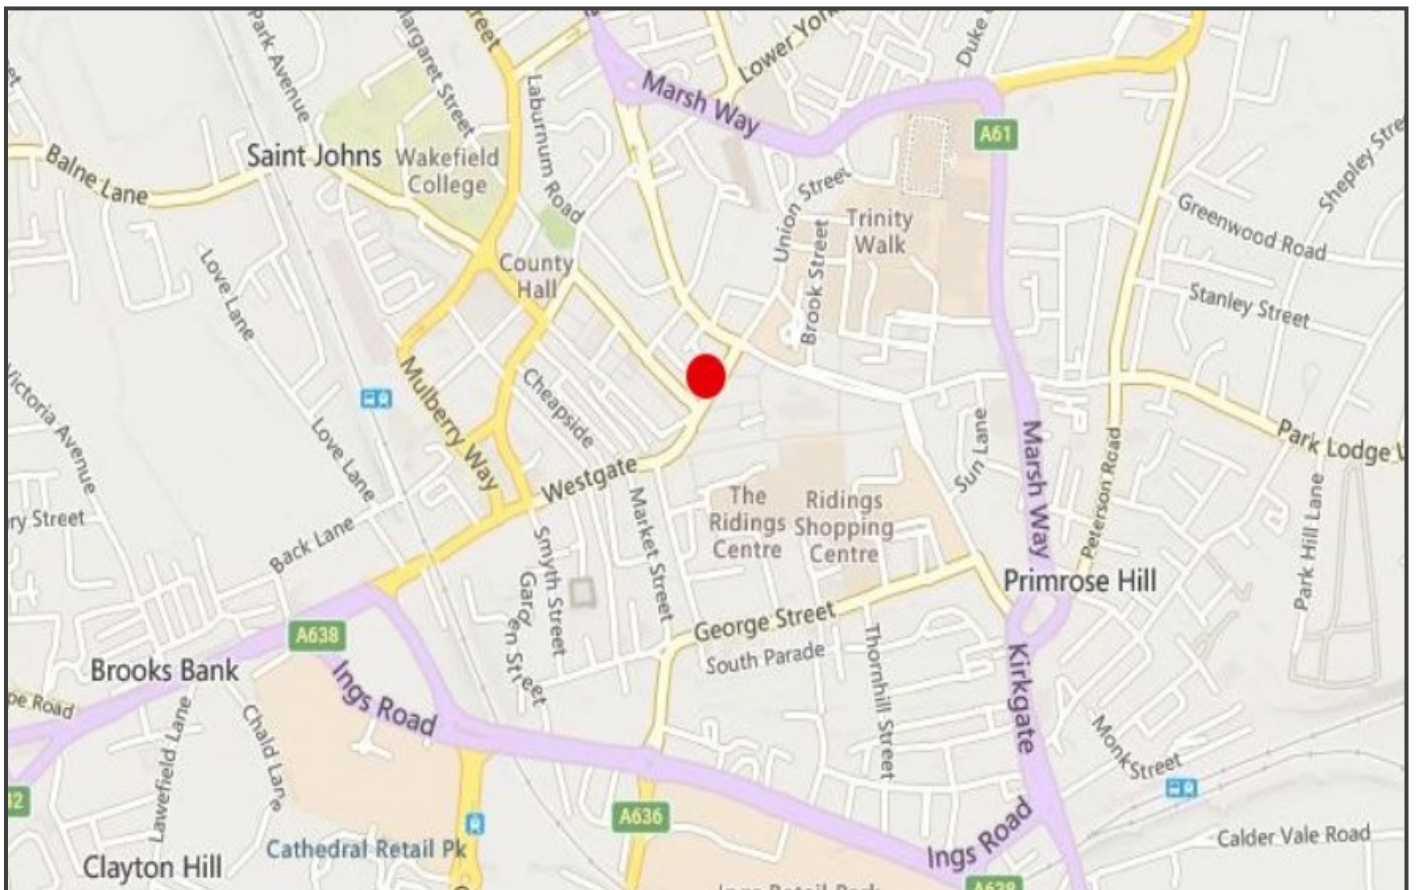 Park Avenue
Margaret Street
Lower York
Duke
Marsh Way
A61
Laburnum Road
Saint Johns
Wakefield
College
Balne Lane
Union Street
Brook Street
Trinity
Walk
Shepley Stre
Greenwood Road
Stanley Street
County
Hall
Love Lane
Victoria Avenue
Mulberry Way
Cheapside
Love Lane
Westgate
Sun Lane
Marsh Way
Peterson Road
Park Lodge L
Park Hill Lane
ry Street
Back Lane
Market Street
The
Ridings
Centre
Ridings
Shopping
Centre
Smyth Street
Garden Street
Primrose Hill
George Street
South Parade
Thornhill Street
Kirkgate
A638
Brooks Bank
Ings Road
pe Road
Lawefield Lane
Chald Lane
Monk Street
A636
Cathedral Retail Pk
Ings Road
Calder Vale Road
Clayton Hill
Ings Retail Park
A638